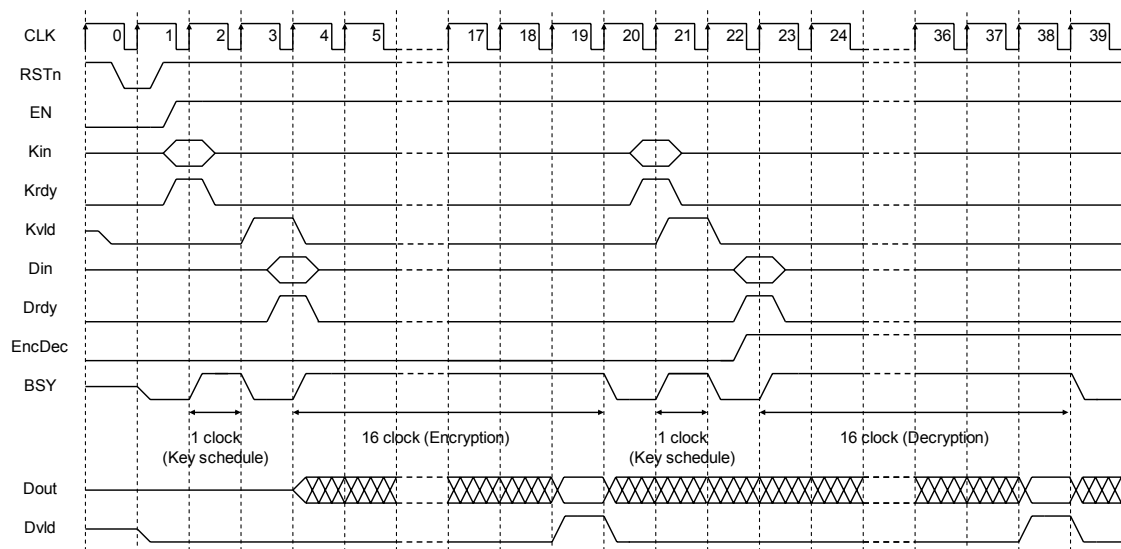 CLK 0 1 2 3 4 5 17 18 19 20 21 22 23 24 36 37 38 39
RSTn
EN
Kin
Krdy
Kvld
Din
Drdy
EncDec
BSY
1 clock 16 clock (Encryption) 1 clock 16 clock (Decryption)
(Key schedule) (Key schedule)
Dout
Dvld